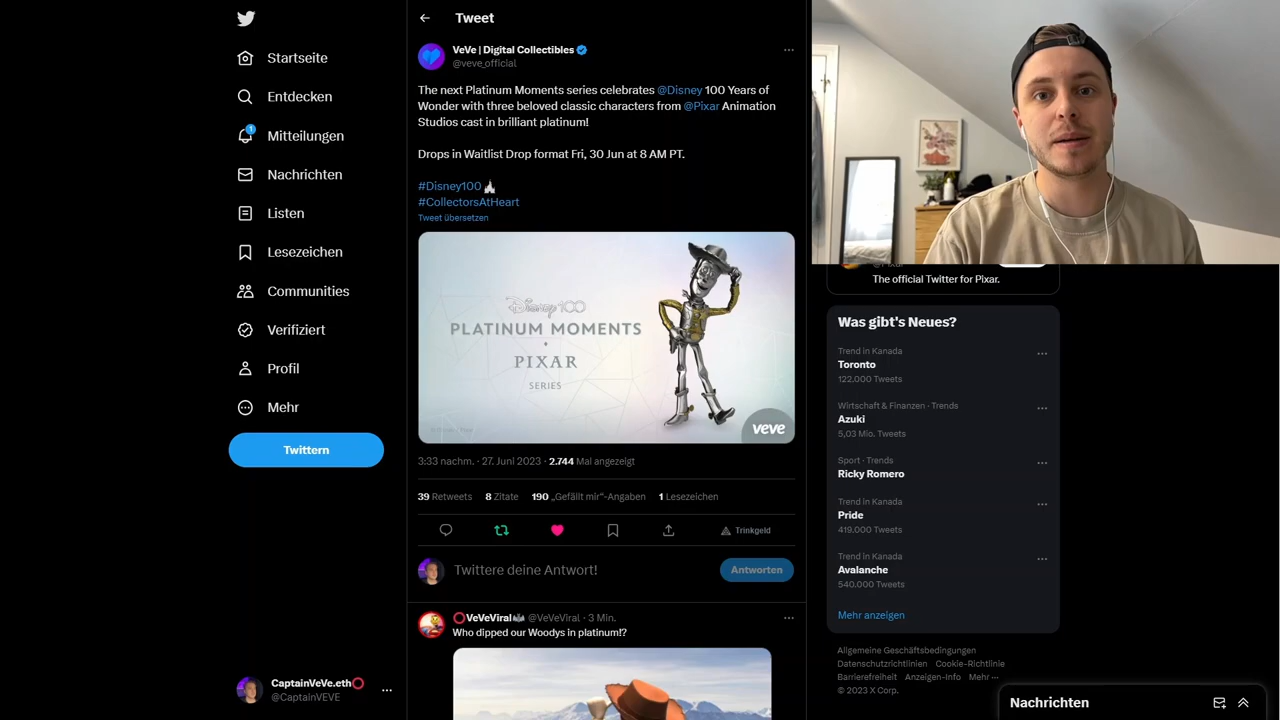 Startseite
Entdecken
1
Mitteilungen
Nachrichten
Listen
Lesezeichen
Communities
Verifiziert
Profil
Mehr
Twittern
CaptainVeVe.eth
@CaptainVEVE
Tweet
VeVe | Digital Collectibles
@veve_official
The next Platinum Moments series celebrates @Disney 100 Years of
Wonder with three beloved classic characters from @Pixar Animation
Studios cast in brilliant platinum!
Drops in Waitlist Drop format Fri, 30 Jun at 8 AM PT.
#Disney100
#CollectorsAtHeart
Tweet übersetzen
Disney100
PLATINUM MOMENTS
PIXAR
SERIES
veve
3:33 nachm. · 27. Juni 2023 · 2.744 Mal angezeigt
39 Retweets 8 Zitate 190 „Gefällt mir“-Angaben 1 Lesezeichen
Trinkgeld
Twittere deine Antwort!
Antworten
VeVeViral @VeVeViral · 3 Min.
Who dipped our Woodys in platinum!?
The official Twitter for Pixar.
Was gibt's Neues?
Trend in Kanada
Toronto
122.000 Tweets
Wirtschaft & Finanzen · Trends
Azuki
5,03 Mio. Tweets
Sport · Trends
Ricky Romero
Trend in Kanada
Pride
419.000 Tweets
Trend in Kanada
Avalanche
540.000 Tweets
Mehr anzeigen
Allgemeine Geschäftsbedingungen
Datenschutzrichtlinien Cookie-Richtlinie
Barrierefreiheit Anzeigen-Info Mehr ···
© 2023 X Corp.
Nachrichten